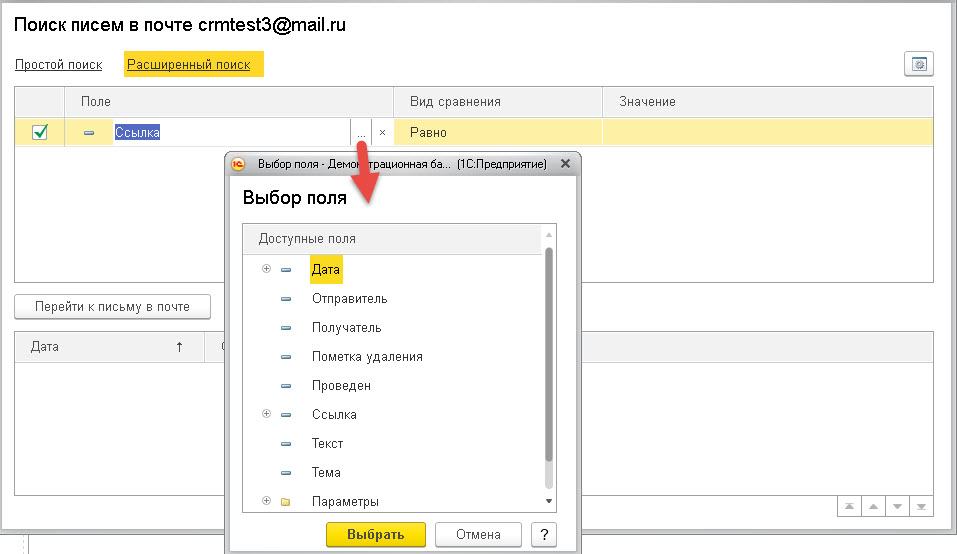 Поиск писем в почте crmtest3@mail.ru
Простой поиск Расширенный поиск
Поле Вид сравнения Значение
Ссылка ... × Равно
1С Выбор поля - Демонстрационная ба... (1С:Предприятие)
Выбор поля
Доступные поля
Дата
Отправитель
Получатель
Пометка удаления
Проведен
Ссылка
Текст
Тема
Параметры
Выбрать Отмена ?
Перейти к письму в почте
Дата ↑